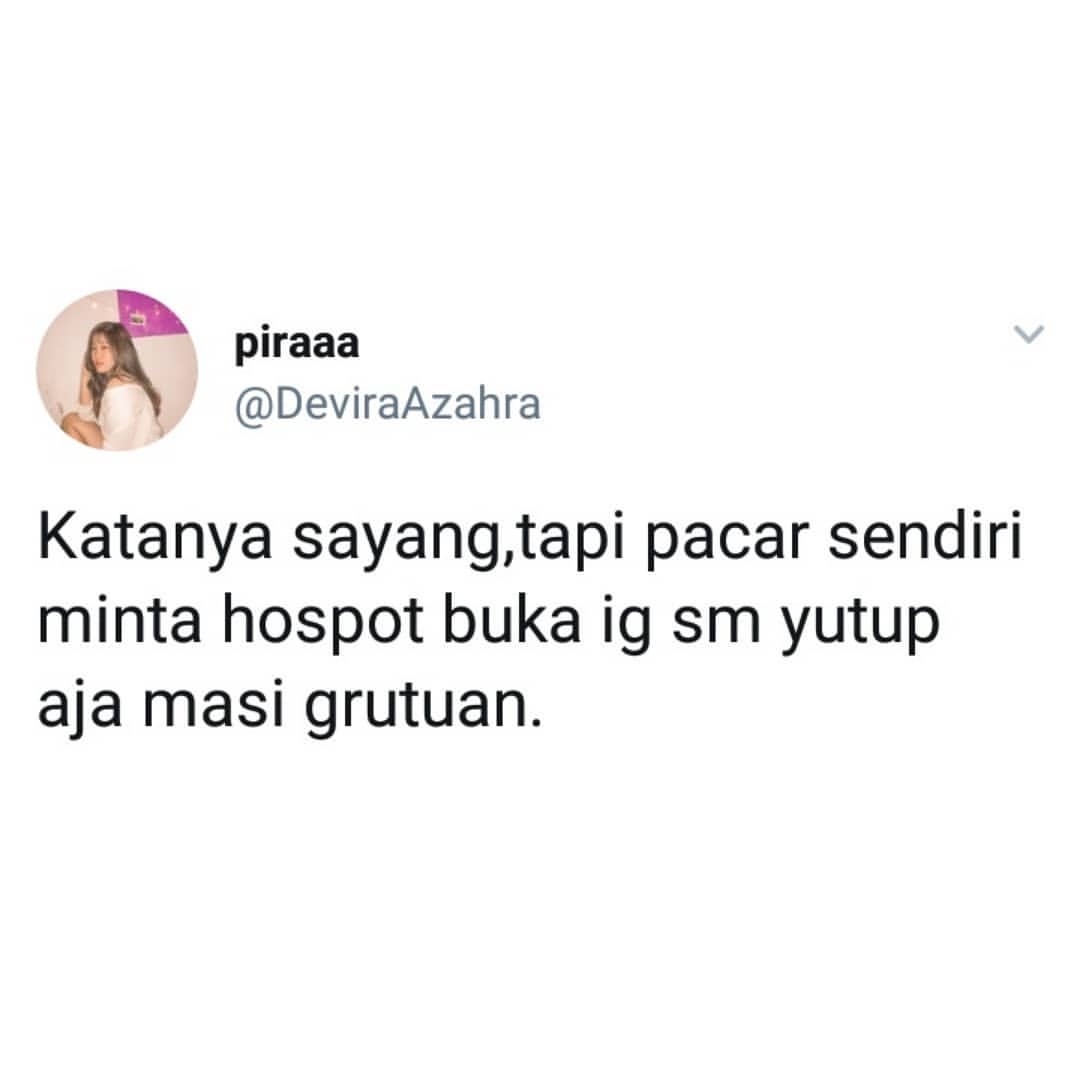 piraaa
@DeviraAzahra
Katanya sayang,tapi pacar sendiri
minta hospot buka ig sm yutup
aja masi grutuan.